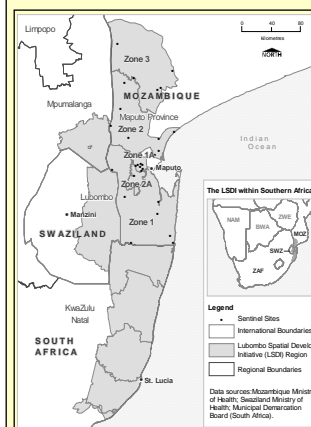 Limpopo
0 40 80
Kilometres
NORTH
Zone 3
MOZAMBIQUE
Mpumalanga
Maputo Province
Zone 2
Indian
Ocean
Zone 1A
Maputo
Zone 2A
Lubombo
Manzini
Zone 1
SWAZILAND
KwaZulu
Natal
SOUTH
AFRICA
St. Lucia
The LSDI within Southern Africa
NAM
BWA
ZWE
MOZ
SWZ
ZAF
Legend
Sentinel Sites
International Boundaries
Lubombo Spatial Develo
Initiative (LSDI) Region
Regional Boundaries
Data sources:Mozambique Ministr
of Health; Swaziland Ministry of
Health; Municipal Demarcation
Board (South Africa).